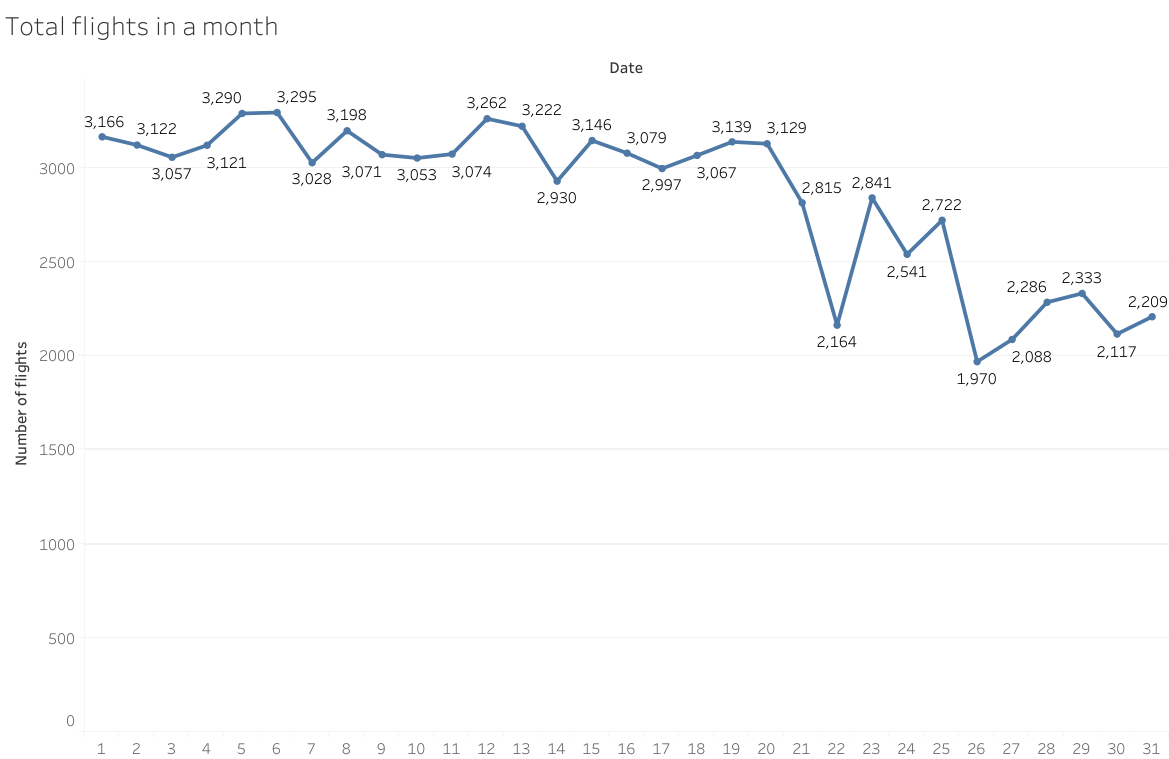 Total flights in a month
Date
3,290 3,295
3,166 3,122 3,198 3,262 3,222
3,146 3,079 3,139 3,129
3,121
3,057 3,028 3,071 3,053 3,074
2,997 3,067
2,930
2,815 2,841
2,722
2,541
2,286 2,333
2,209
2,164
2,117
2,088
1,970
Number of flights
3000
2500
2000
1500
1000
500
0
1 2 3 4 5 6 7 8 9 10 11 12 13 14 15 16 17 18 19 20 21 22 23 24 25 26 27 28 29 30 31